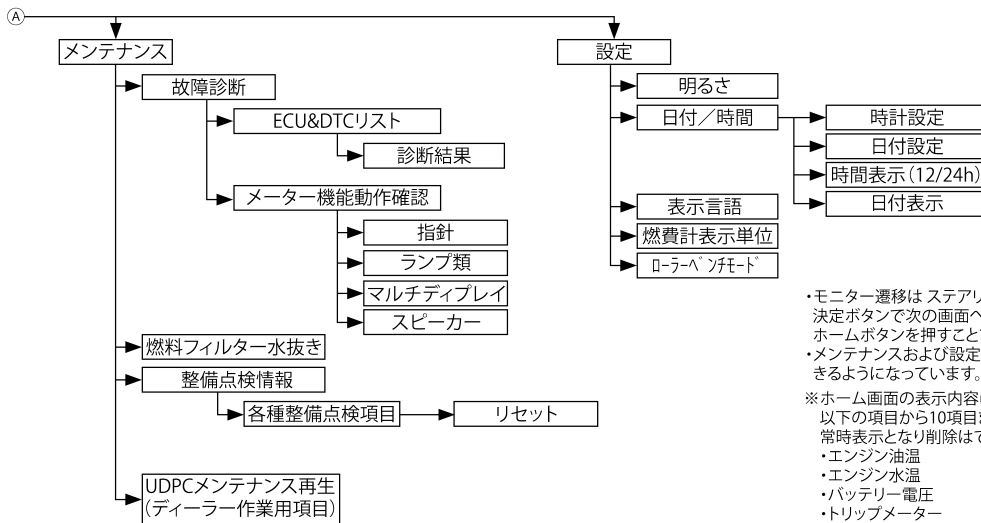 Ⓐ
メンテナンス
故障診断
ECU&DTCリスト
診断結果
メーター機能動作確認
指針
ランプ類
マルチディプレイ
スピーカー
燃料フィルター水抜き
整備点検情報
各種整備点検項目
リセット
UDPCメンテナンス再生
(ディーラー作業用項目)
設定
明るさ
日付／時間
時計設定
日付設定
時間表示(12/24h)
日付表示
表示言語
燃費計表示単位
ﾛｰﾗｰﾍﾞﾝﾁﾓｰﾄﾞ
・モニター遷移は ステアリ
決定ボタンで次の画面へ
ホームボタンを押すこと
・メンテナンスおよび設定
きるようになっています。
※ホーム画面の表示内容
以下の項目から10項目
常時表示となり削除は
・エンジン油温
・エンジン水温
・バッテリー電圧
・トリップメーター